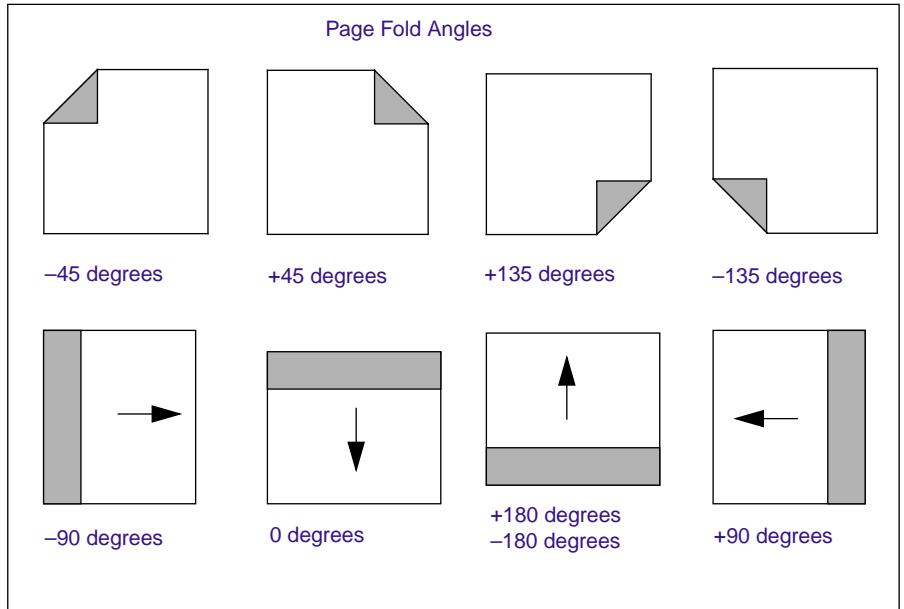 Page Fold Angles
–45 degrees
+45 degrees
+135 degrees
–135 degrees
–90 degrees
0 degrees
+180 degrees
–180 degrees
+90 degrees